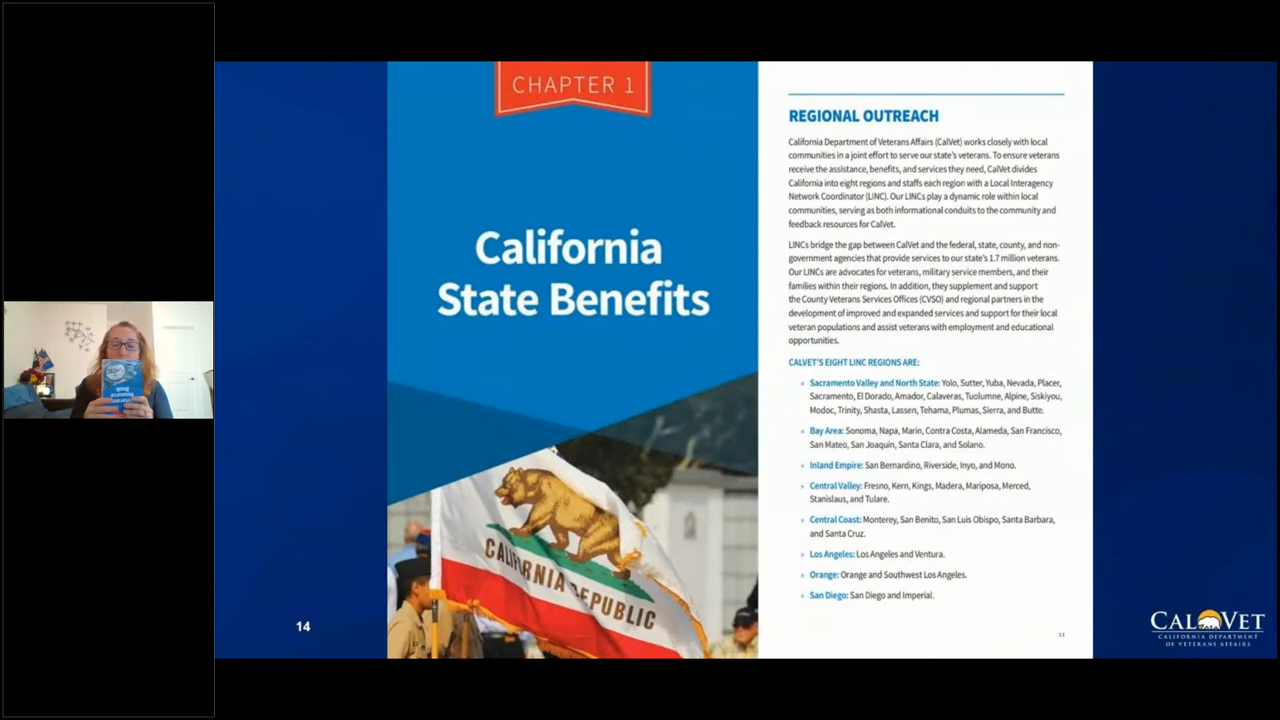 CHAPTER 1
California
State Benefits
CALIFORNIA REPUBLIC
REGIONAL OUTREACH
California Department of Veterans Affairs (CalVet) works closely with local
communities in a joint effort to serve our state's veterans. To ensure veterans
receive the assistance, benefits, and services they need, CalVet divides
California into eight regions and staffs each region with a Local Interagency
Network Coordinator (LINC). Our LINCs play a dynamic role within local
communities, serving as both informational conduits to the community and
feedback resources for CalVet.
LINCs bridge the gap between CalVet and the federal, state, county, and non-
government agencies that provide services to our state's 1.7 million veterans.
Our LINCs are advocates for veterans, military service members, and their
families within their regions. In addition, they supplement and support
the County Veterans Services Offices (CVSO) and regional partners in the
development of improved and expanded services and support for their local
veteran populations and assist veterans with employment and educational
opportunities.
CALVET'S EIGHT LINC REGIONS ARE:
» Sacramento Valley and North State: Yolo, Sutter, Yuba, Nevada, Placer,
Sacramento, El Dorado, Amador, Calaveras, Tuolumne, Alpine, Siskiyou,
Modoc, Trinity, Shasta, Lassen, Tehama, Plumas, Sierra, and Butte.
» Bay Area: Sonoma, Napa, Marin, Contra Costa, Alameda, San Francisco,
San Mateo, San Joaquin, Santa Clara, and Solano.
» Inland Empire: San Bernardino, Riverside, Inyo, and Mono.
» Central Valley: Fresno, Kern, Kings, Madera, Mariposa, Merced,
Stanislaus, and Tulare.
» Central Coast: Monterey, San Benito, San Luis Obispo, Santa Barbara,
and Santa Cruz.
» Los Angeles: Los Angeles and Ventura.
» Orange: Orange and Southwest Los Angeles.
» San Diego: San Diego and Imperial.
13
14
CALVET
CALIFORNIA DEPARTMENT
OF VETERANS AFFAIRS